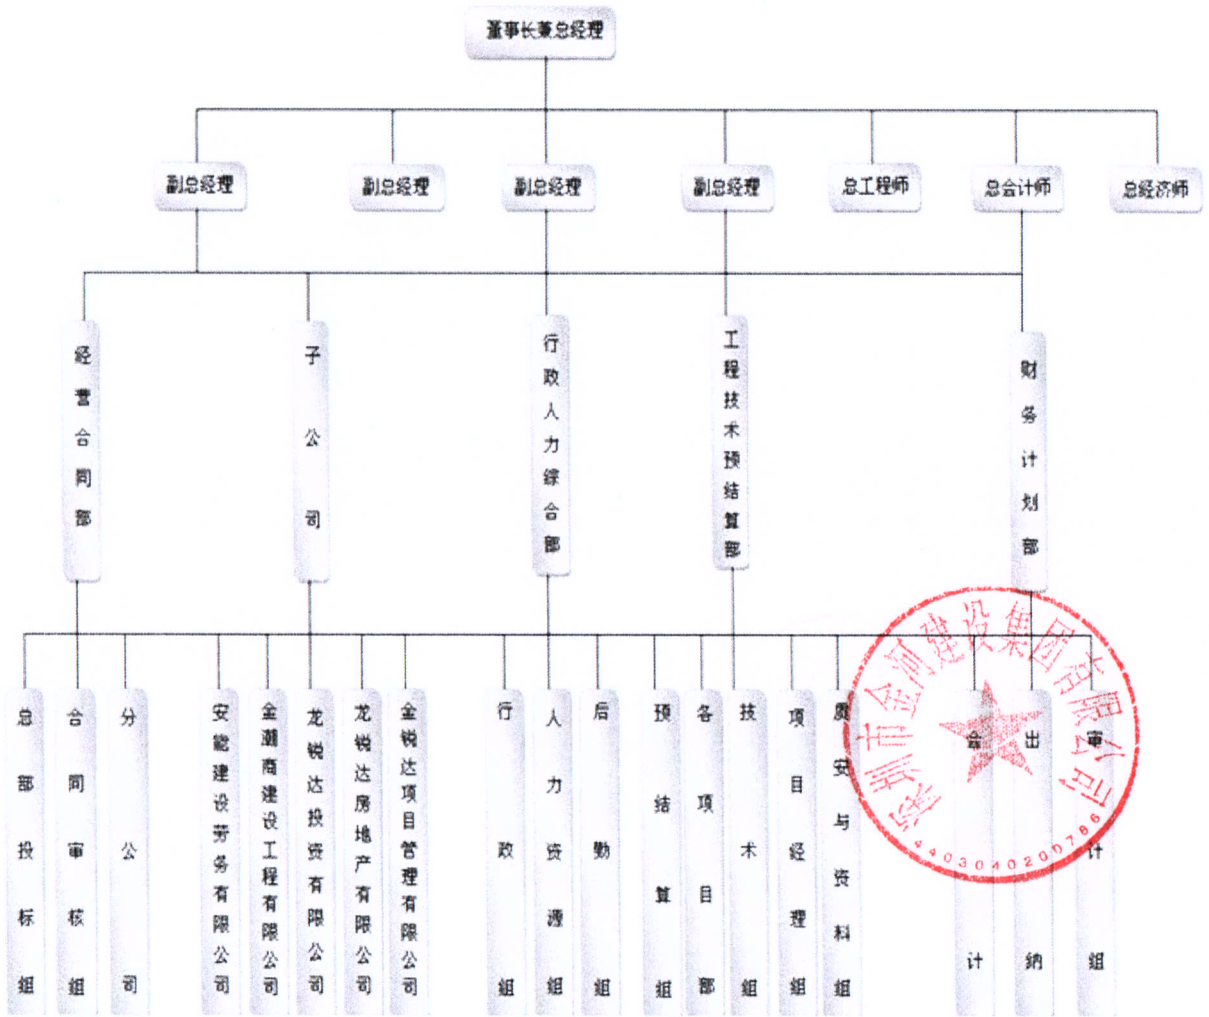 董事长兼总经理
副总经理
副总经理
副总经理
副总经理
总工程师
总会计师
总经济师
经营合同部
子公司
行政人力综合部
工程技术预结算部
财务计划部
总部投标组
合同审核组
分公司
安能建设劳务有限公司
金潮商建设工程有限公司
龙锐达投资有限公司
龙锐达房地产有限公司
金锐达项目管理有限公司
行政组
人力资源组
后勤组
预结算组
各项目部
技术组
项目经理组
质安与资料组
会计
出纳
审计组
深圳市金河建设集团有限公司
4403040200786